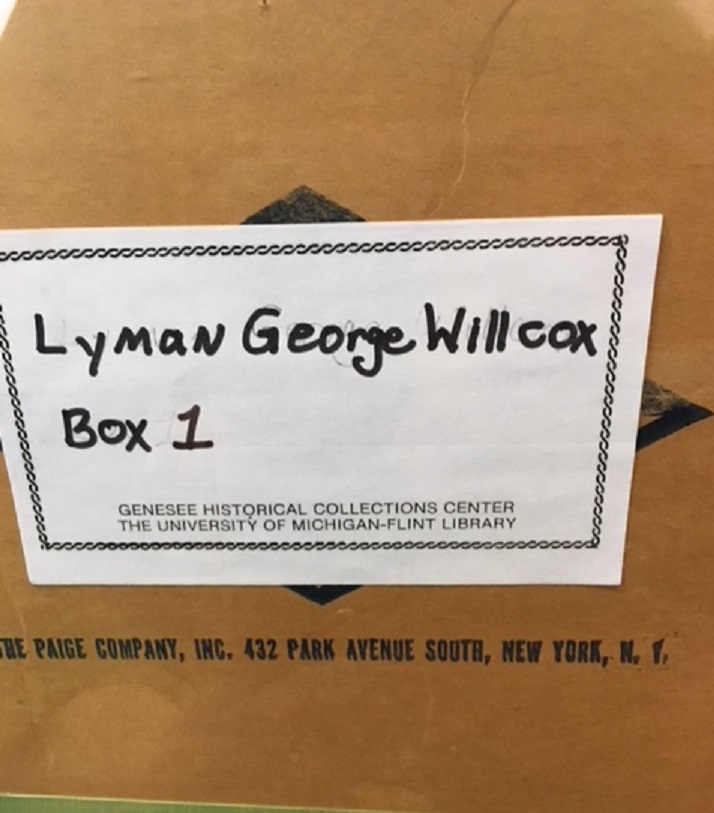 Lyman George Willcox
Box 1
GENESEE HISTORICAL COLLECTIONS CENTER
THE UNIVERSITY OF MICHIGAN-FLINT LIBRARY
THE PAIGE COMPANY, INC. 432 PARK AVENUE SOUTH, NEW YORK, N. Y.